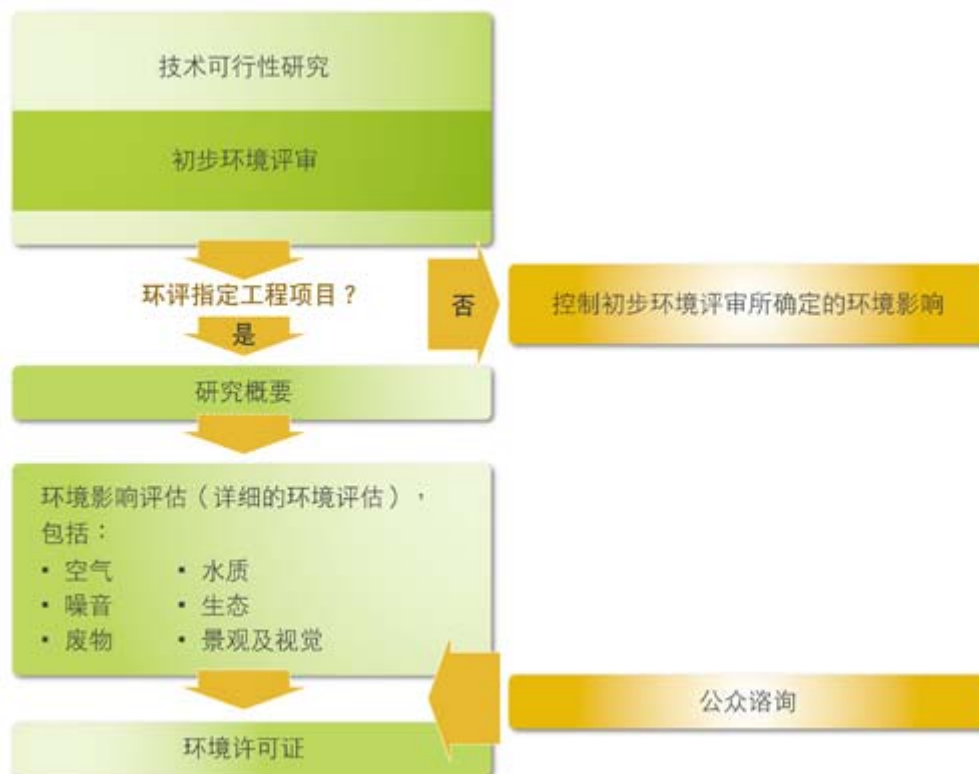 技术可行性研究
初步环境评审
环评指定工程项目？
否
控制初步环境评审所确定的环境影响
是
研究概要
环境影响评估（详细的环境评估），
包括：
• 空气 • 水质
• 噪音 • 生态
• 废物 • 景观及视觉
公众谘询
环境许可证